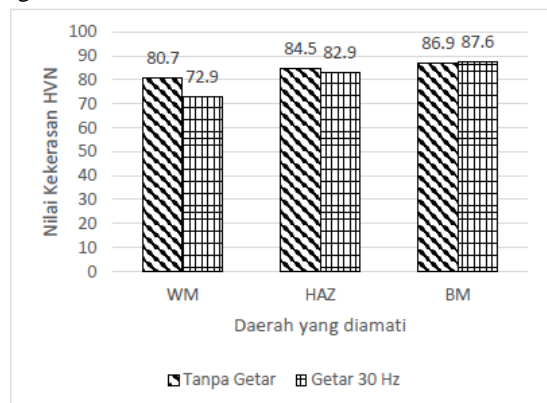 100
90
80
70
60
50
40
30
20
10
0
Nilai Kekerasan HVN
80.7 72.9 84.5 82.9 86.9 87.6
WM HAZ BM
Daerah yang diamati
Tanpa Getar Getar 30 Hz